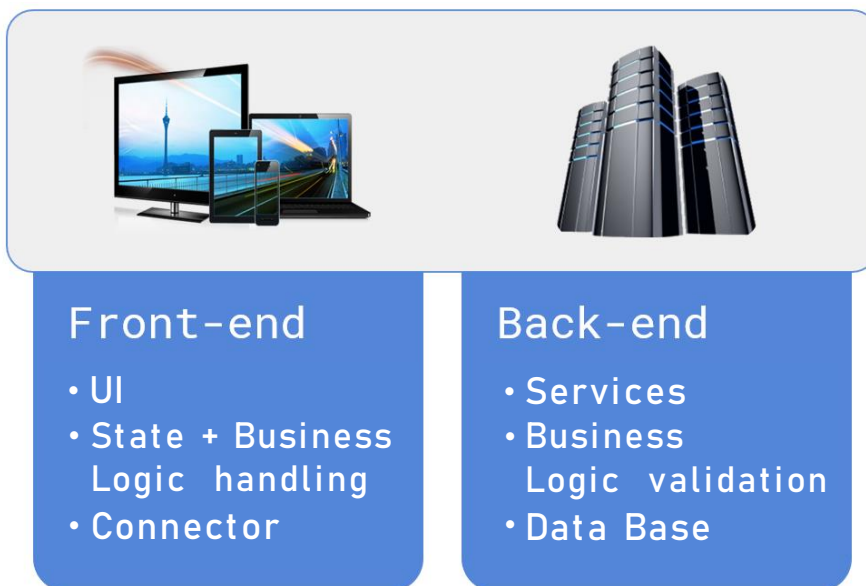 Front-end
• UI
• State + Business
Logic handling
• Connector
Back-end
• Services
• Business
Logic validation
• Data Base